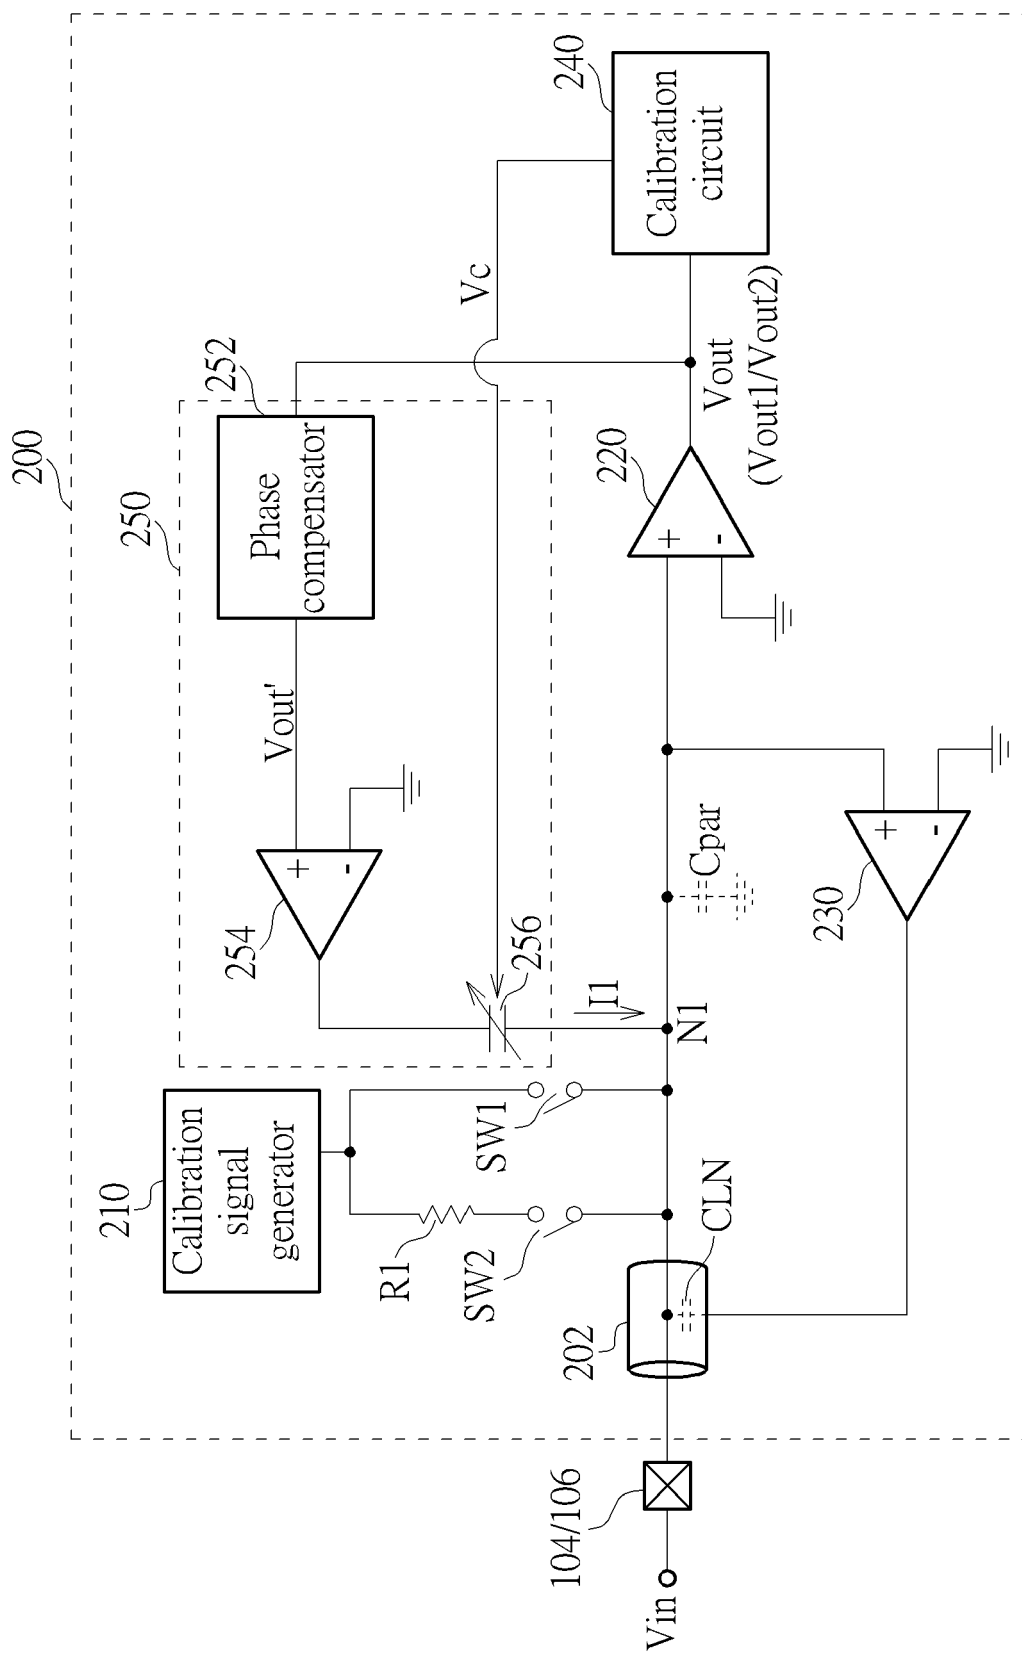 200
250
252
Phase
compensator
Vout'
254
+
-
256
Vc
240
Calibration
circuit
210
Calibration
signal
generator
R1
SW2
SW1
I1
N1
220
+
-
Vout
(Vout1/Vout2)
Cpar
230
+
-
202
CLN
104/106
Vin